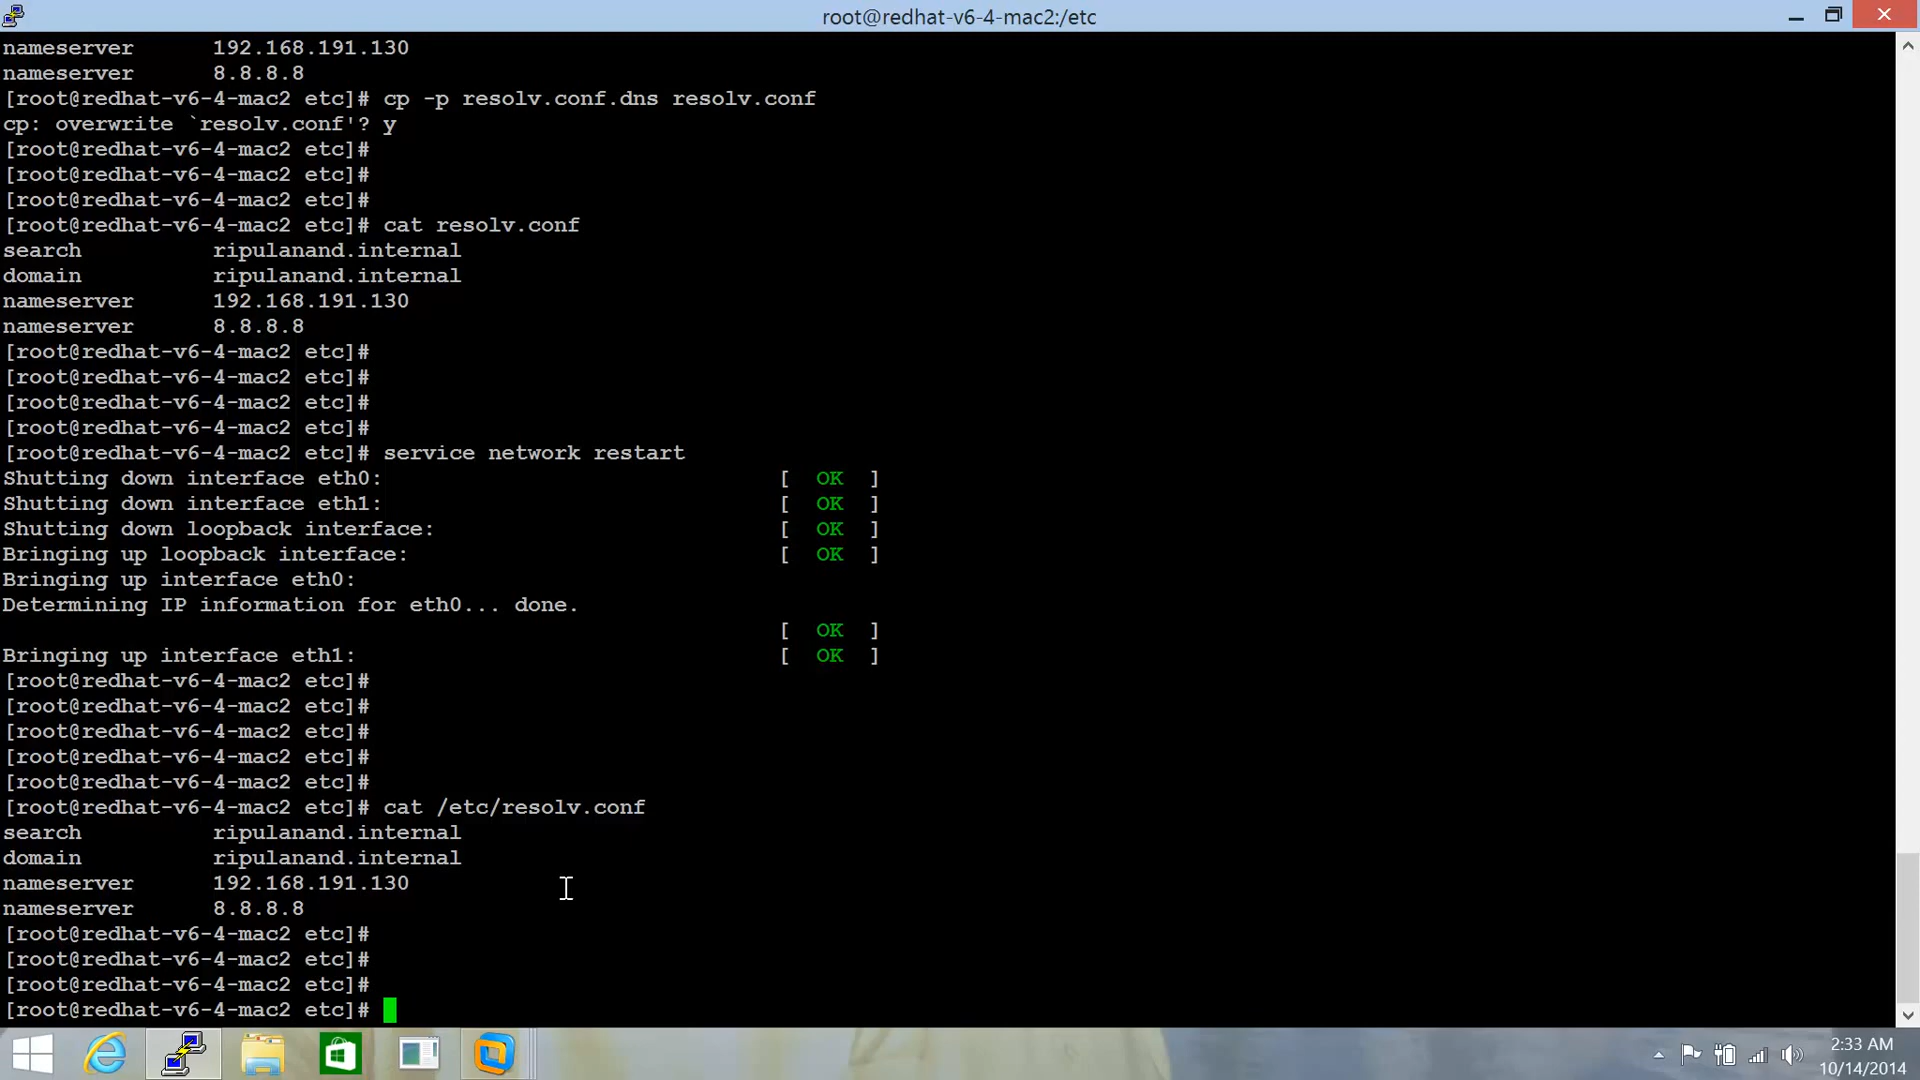 root@redhat-v6-4-mac2:/etc
nameserver 192.168.191.130
nameserver 8.8.8.8
[root@redhat-v6-4-mac2 etc]# cp -p resolv.conf.dns resolv.conf
cp: overwrite `resolv.conf'? y
[root@redhat-v6-4-mac2 etc]#
[root@redhat-v6-4-mac2 etc]#
[root@redhat-v6-4-mac2 etc]#
[root@redhat-v6-4-mac2 etc]# cat resolv.conf
search ripulanand.internal
domain ripulanand.internal
nameserver 192.168.191.130
nameserver 8.8.8.8
[root@redhat-v6-4-mac2 etc]#
[root@redhat-v6-4-mac2 etc]#
[root@redhat-v6-4-mac2 etc]#
[root@redhat-v6-4-mac2 etc]#
[root@redhat-v6-4-mac2 etc]# service network restart
Shutting down interface eth0: [ OK ]
Shutting down interface eth1: [ OK ]
Shutting down loopback interface: [ OK ]
Bringing up loopback interface: [ OK ]
Bringing up interface eth0:
Determining IP information for eth0... done.
[ OK ]
Bringing up interface eth1: [ OK ]
[root@redhat-v6-4-mac2 etc]#
[root@redhat-v6-4-mac2 etc]#
[root@redhat-v6-4-mac2 etc]#
[root@redhat-v6-4-mac2 etc]#
[root@redhat-v6-4-mac2 etc]#
[root@redhat-v6-4-mac2 etc]# cat /etc/resolv.conf
search ripulanand.internal
domain ripulanand.internal
nameserver 192.168.191.130
nameserver 8.8.8.8
[root@redhat-v6-4-mac2 etc]#
[root@redhat-v6-4-mac2 etc]#
[root@redhat-v6-4-mac2 etc]#
[root@redhat-v6-4-mac2 etc]#
2:33 AM
10/14/2014